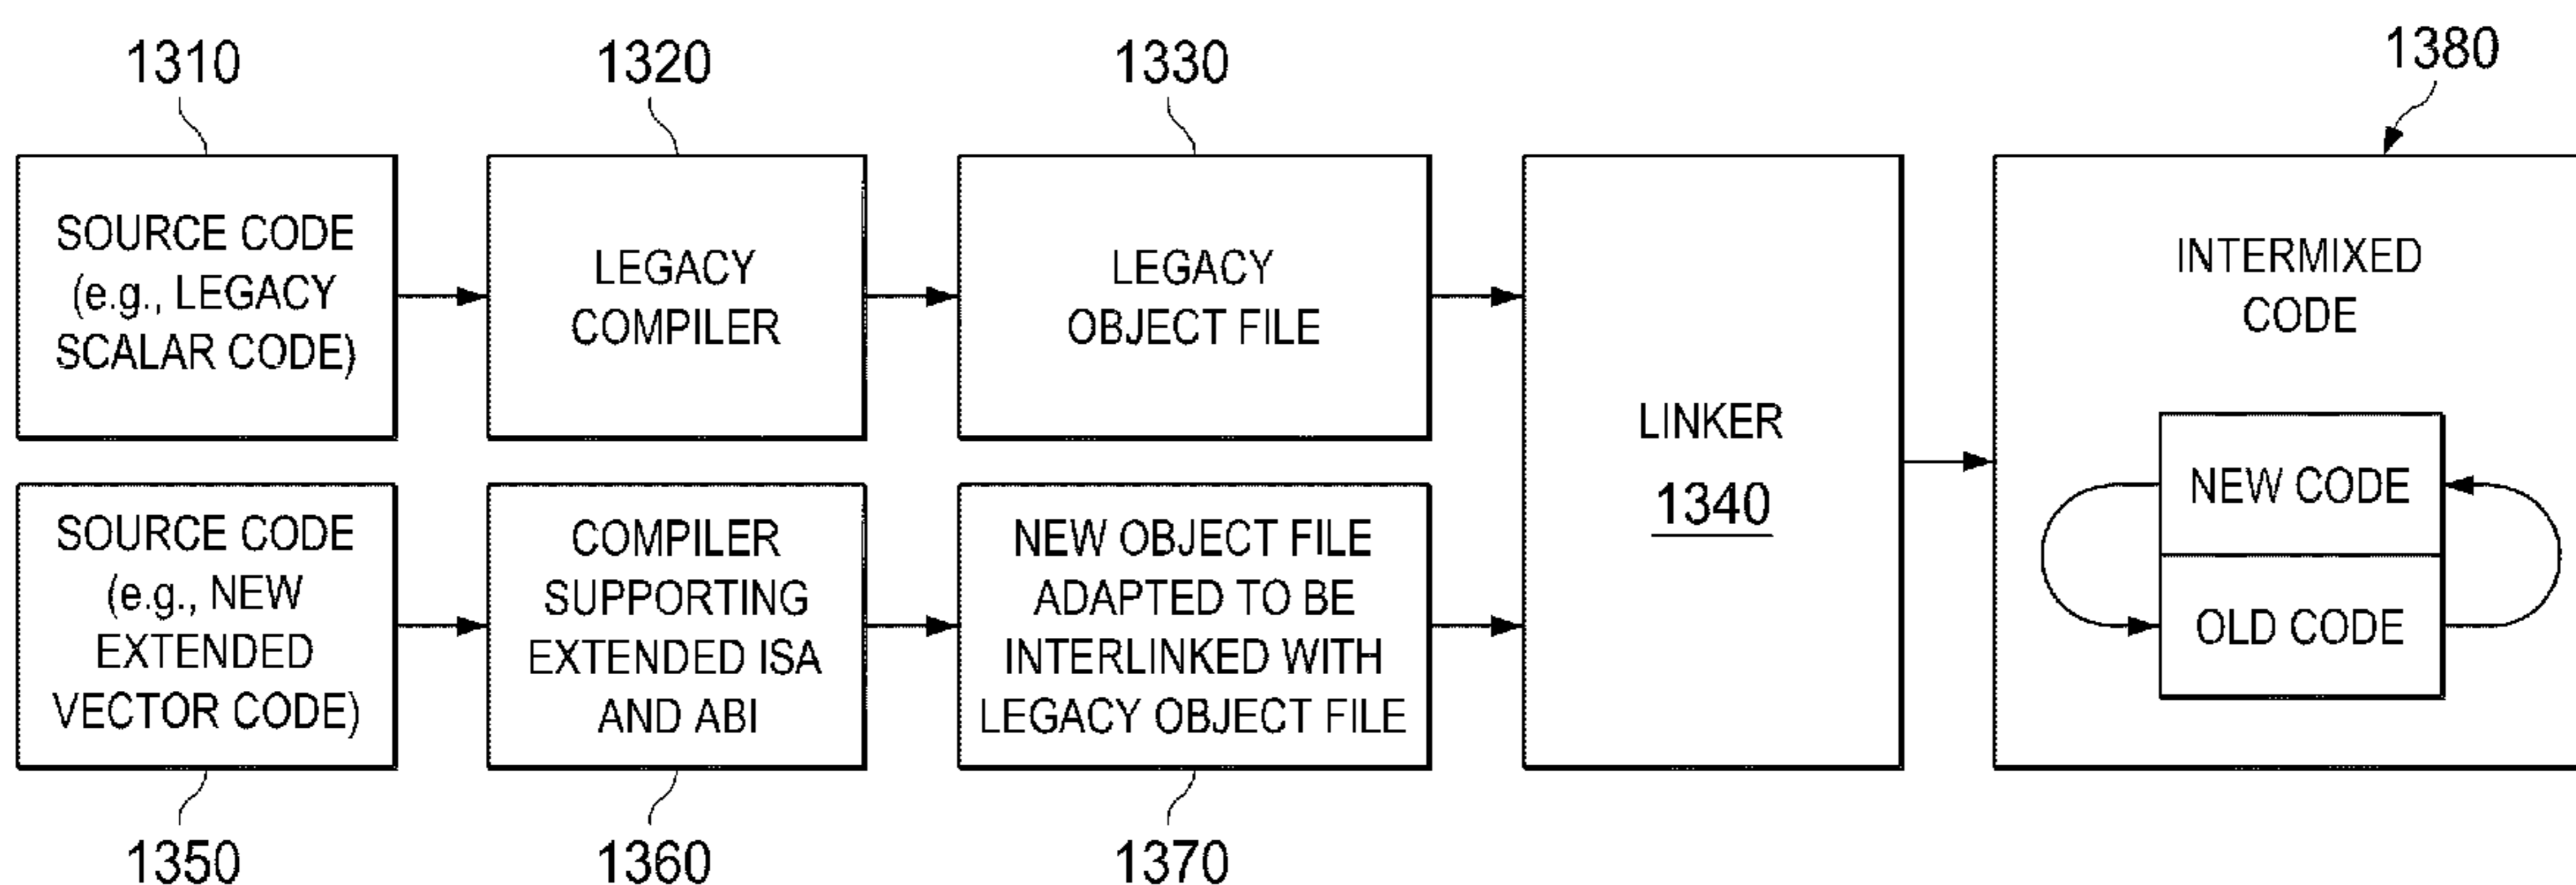 1310
1320
1330
1380
SOURCE CODE
(e.g., LEGACY
SCALAR CODE)
LEGACY
COMPILER
LEGACY
OBJECT FILE
LINKER
1340
INTERMIXED
CODE
NEW CODE
OLD CODE
SOURCE CODE
(e.g., NEW
EXTENDED
VECTOR CODE)
COMPILER
SUPPORTING
EXTENDED ISA
AND ABI
NEW OBJECT FILE
ADAPTED TO BE
INTERLINKED WITH
LEGACY OBJECT FILE
1350
1360
1370